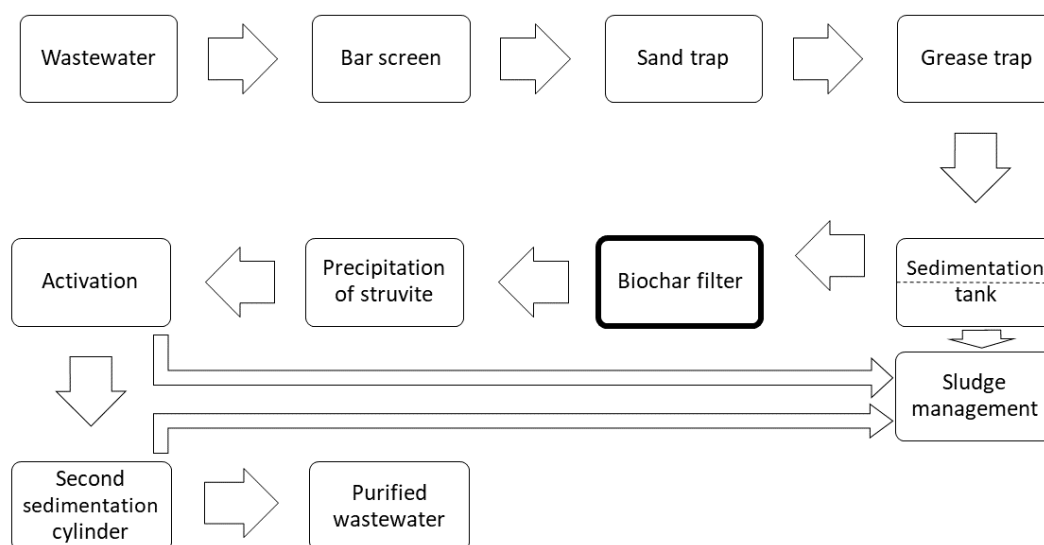 Wastewater
Bar screen
Sand trap
Grease trap
Activation
Precipitation
of struvite
Biochar filter
Sedimentation
tank
Sludge
management
Second
sedimentation
cylinder
Purified
wastewater